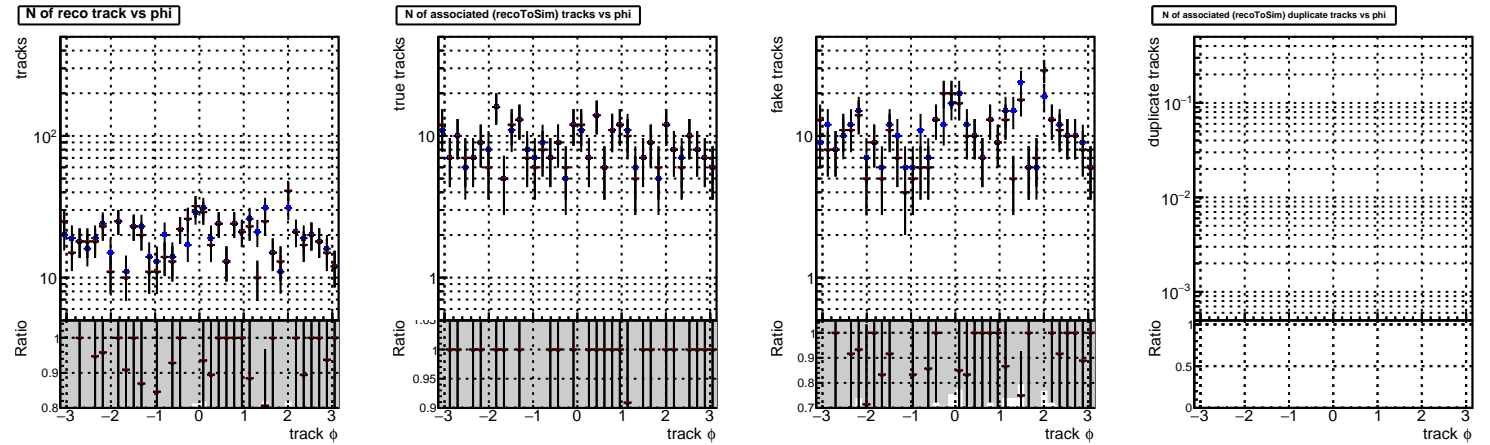 N of reco track vs phi
tracks
10²
10
Ratio
1
0.9
0.8
−3 −2 −1 0 1 2 3
track ϕ
N of associated (recoToSim) tracks vs phi
true tracks
10
1
Ratio
1.05
1
0.95
0.9
−3 −2 −1 0 1 2 3
track ϕ
fake tracks
10
1
Ratio
1
0.9
0.8
0.7
−3 −2 −1 0 1 2 3
track ϕ
N of associated (recoToSim) duplicate tracks vs phi
duplicate tracks
10⁻¹
10⁻²
10⁻³
Ratio
1
0.5
0
−3 −2 −1 0 1 2 3
track ϕ